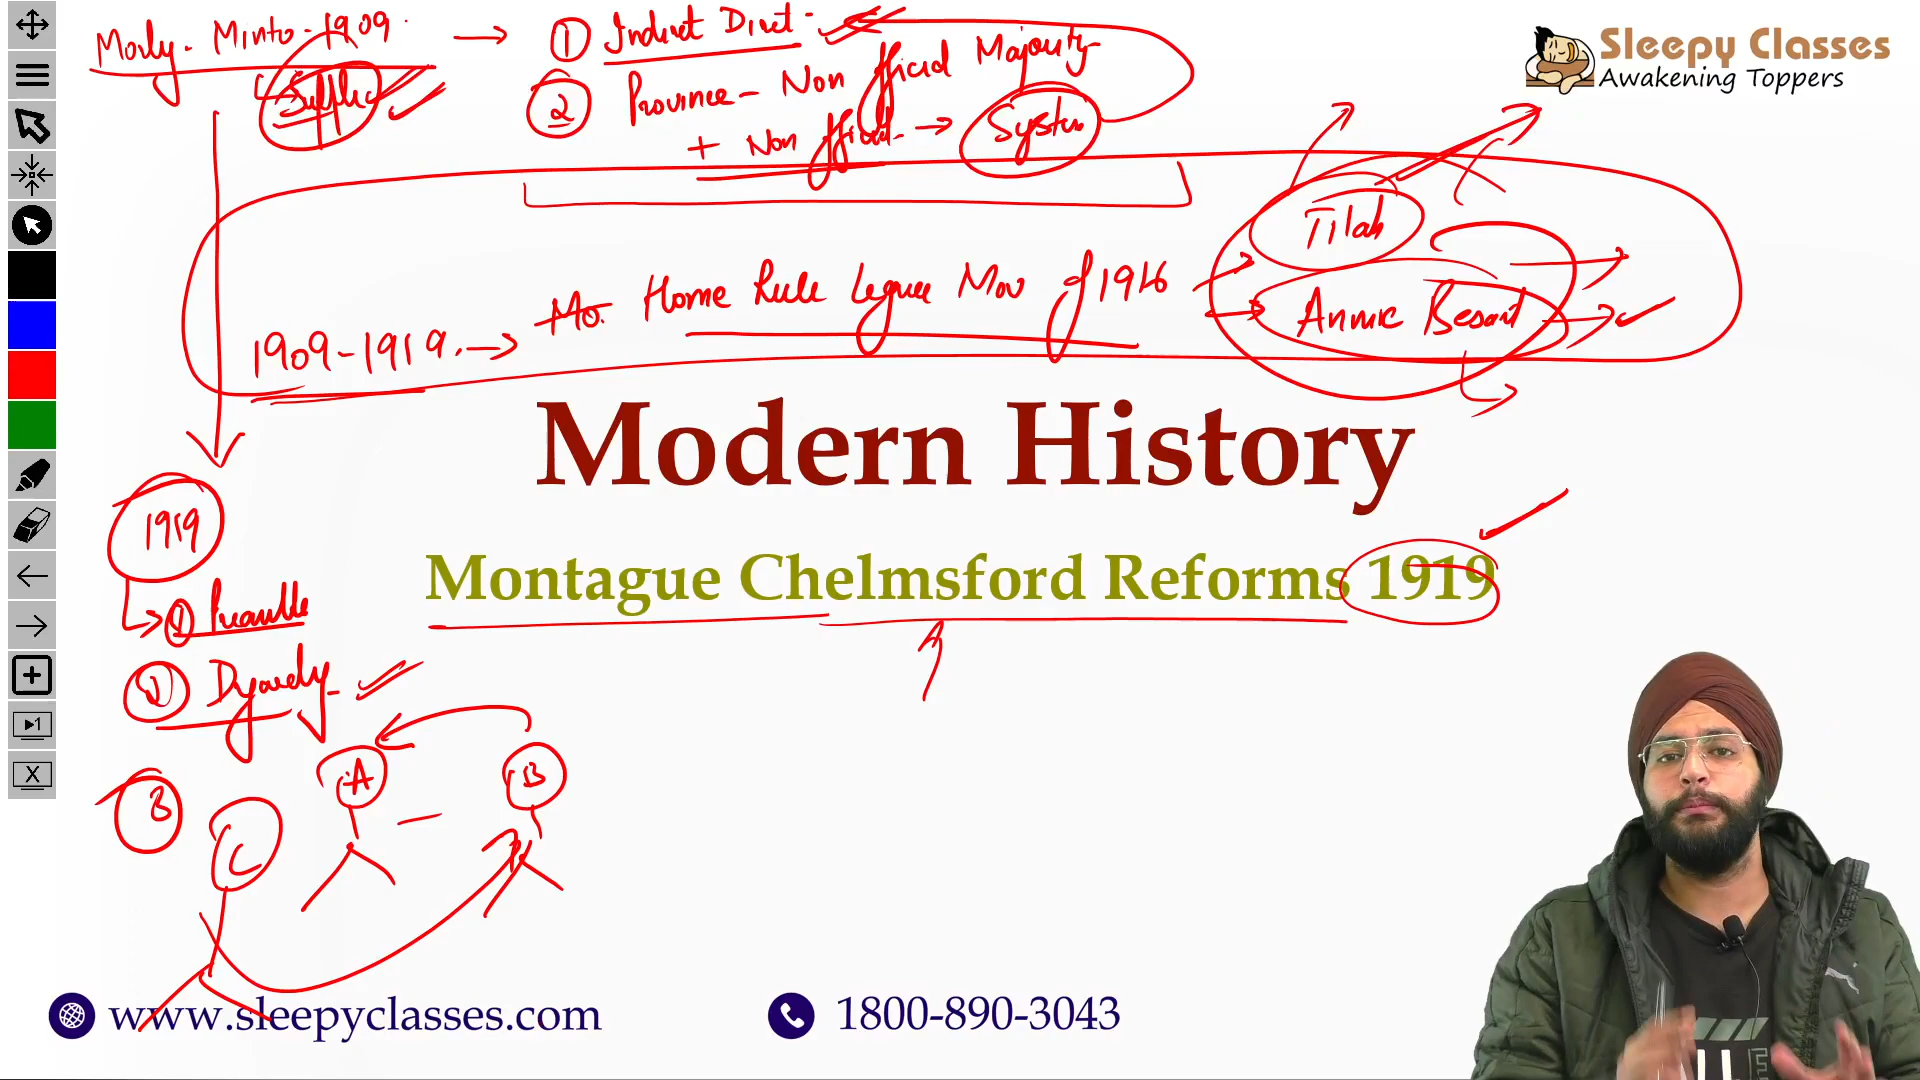 Morly - Minto - 1909 → ① Indirect Direct -
② Province - Non official Majority
+ Non official → System
Sleepy Classes
Awakening Toppers
Tilak
1909-1919. → Mo. Home Rule League Mov of 1916
Annie Besant
Modern History
1919
Montague Chelmsford Reforms 1919
① Preamble
② Dyarchy
3
A
B
C
www.sleepyclasses.com
1800-890-3043
1
X